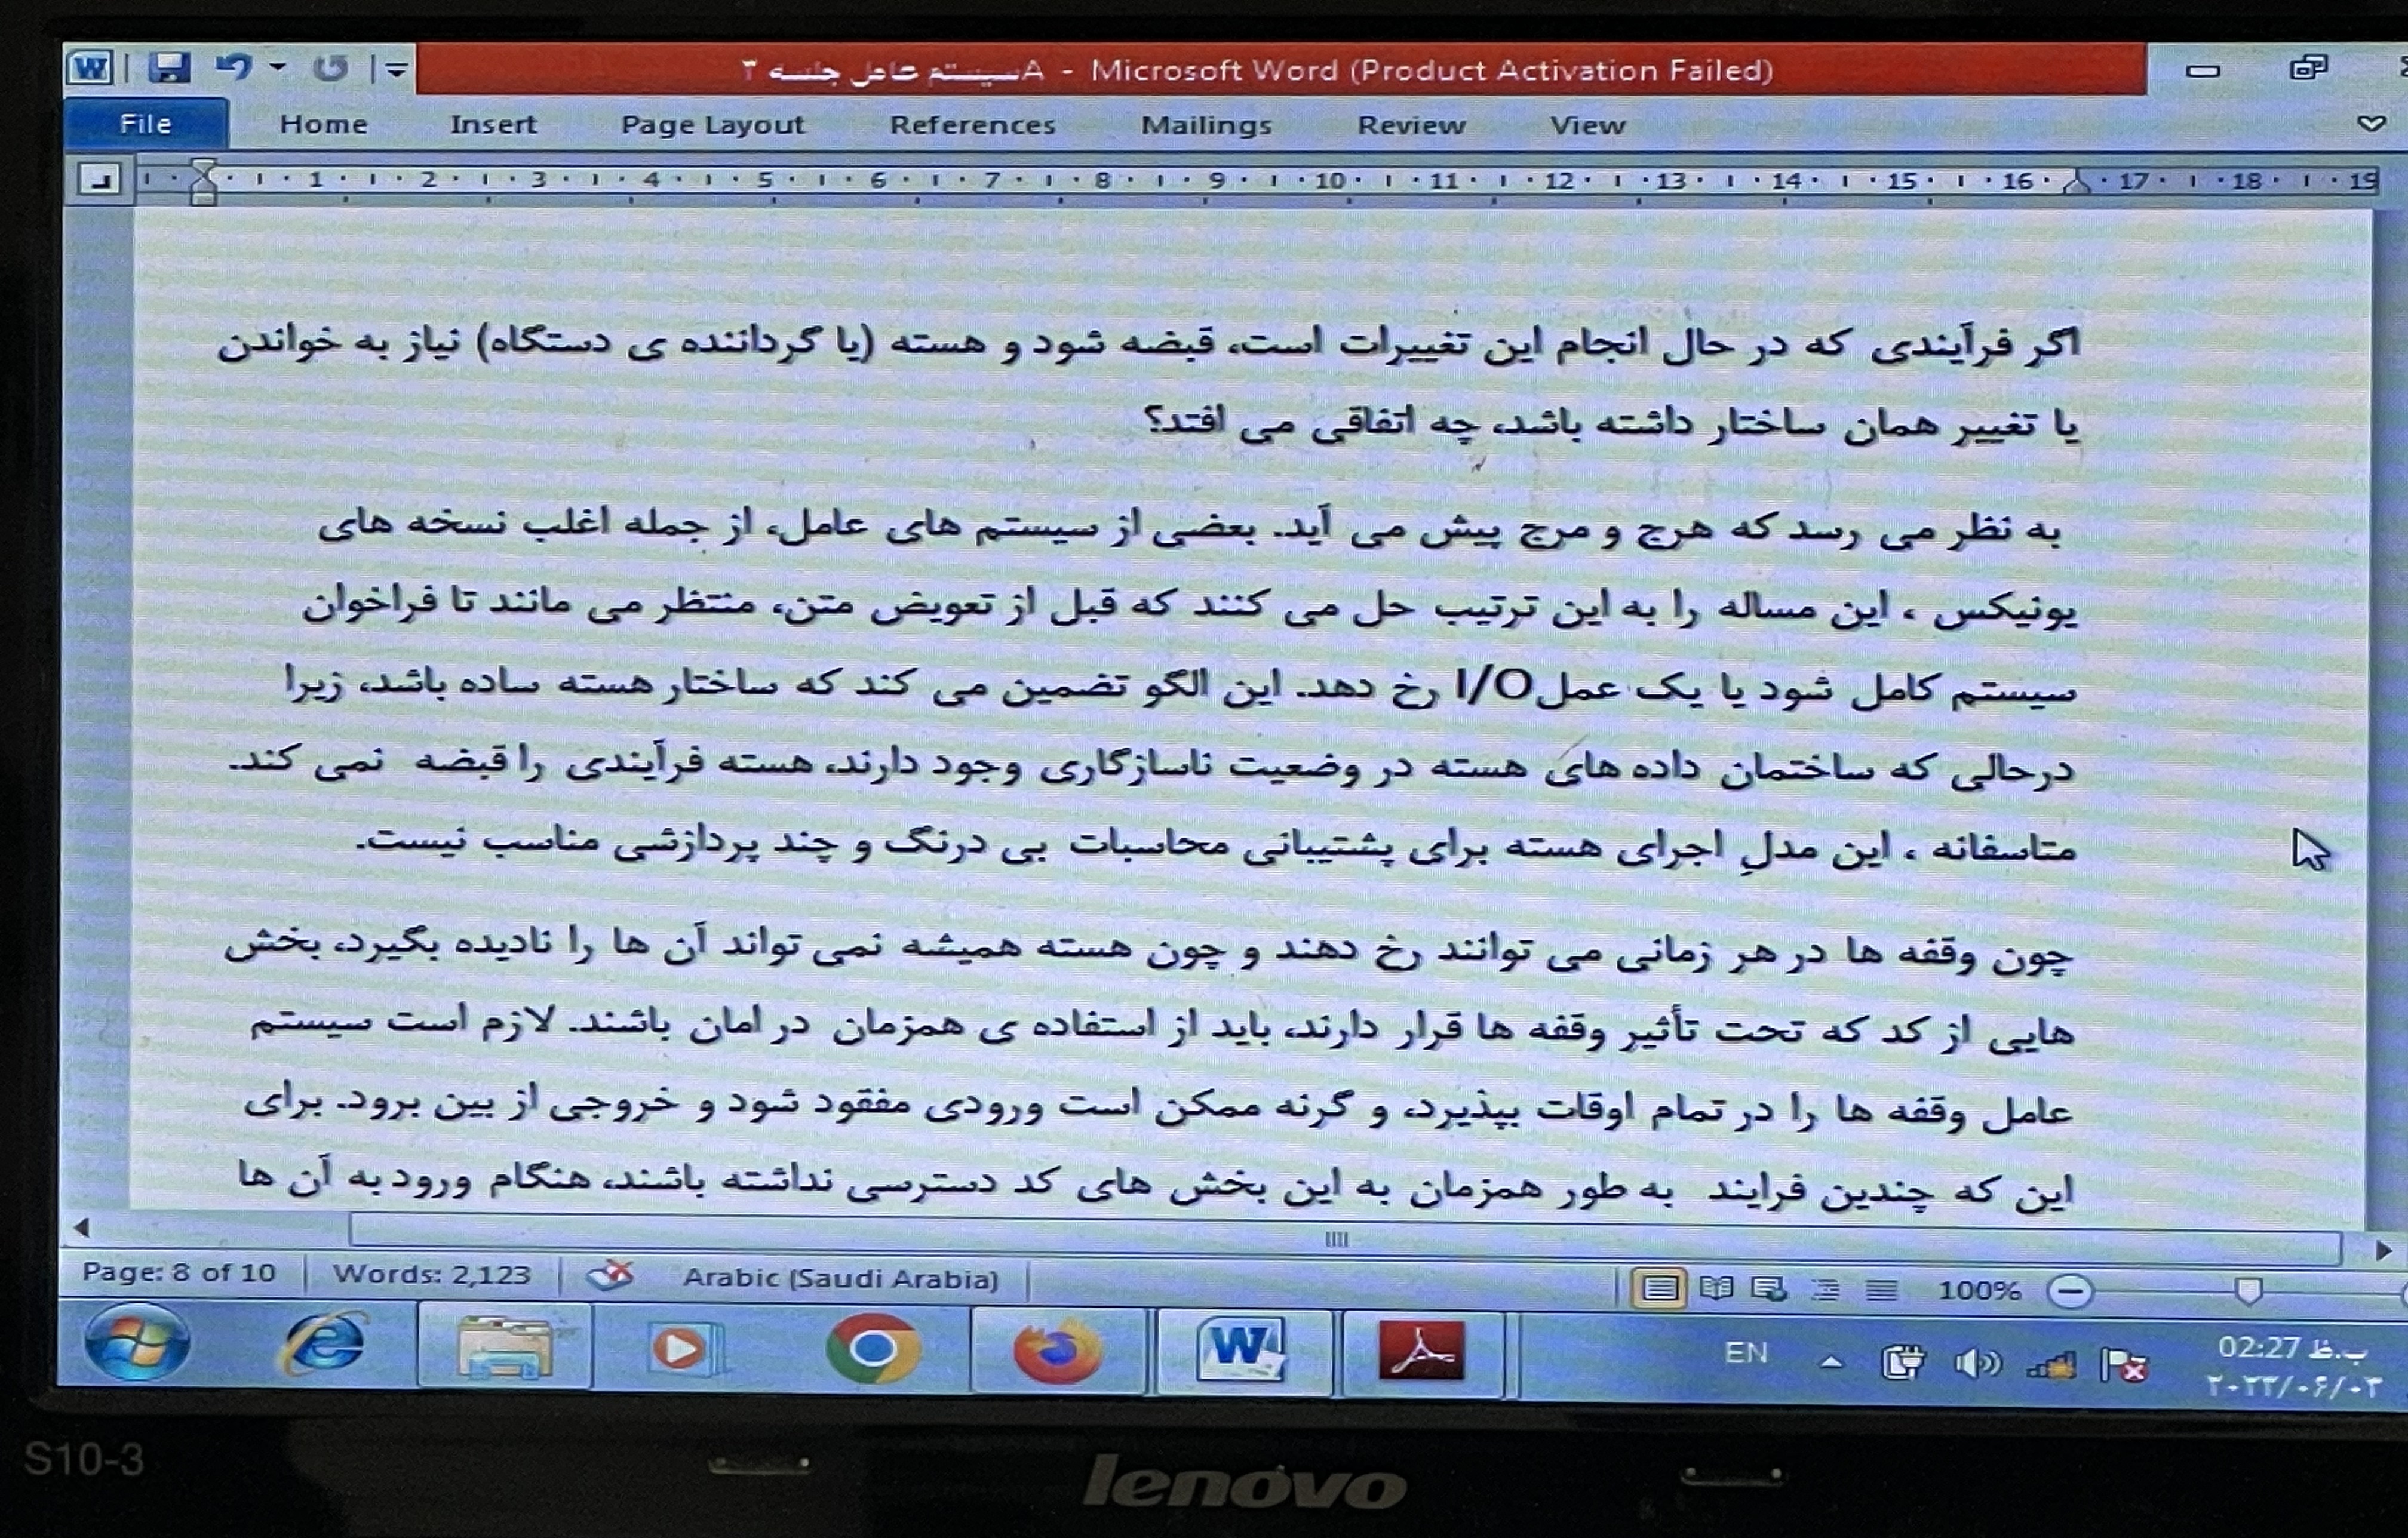 سیستم عامل جلسه ۳A - Microsoft Word (Product Activation Failed)
File Home Insert Page Layout References Mailings Review View
1 2 3 4 5 6 7 8 9 10 11 12 13 14 15 16 17 18 19
اگر فرآیندی که در حال انجام این تغییرات است، قبضه شود و هسته (یا گرداننده ی دستگاه) نیاز به خواندن
یا تغییر همان ساختار داشته باشد، چه اتفاقی می افتد؟
به نظر می رسد که هرج و مرج پیش می آید. بعضی از سیستم های عامل، از جمله اغلب نسخه های
یونیکس ، این مساله را به این ترتیب حل می کنند که قبل از تعویض متن، منتظر می مانند تا فراخوان
سیستم کامل شود یا یک عمل I/O رخ دهد. این الگو تضمین می کند که ساختار هسته ساده باشد، زیرا
درحالی که ساختمان داده های هسته در وضعیت ناسازگاری وجود دارند، هسته فرآیندی را قبضه نمی کند.
متاسفانه ، این مدلِ اجرای هسته برای پشتیبانی محاسبات بی درنگ و چند پردازشی مناسب نیست.
چون وقفه ها در هر زمانی می توانند رخ دهند و چون هسته همیشه نمی تواند آن ها را نادیده بگیرد، بخش
هایی از کد که تحت تأثیر وقفه ها قرار دارند، باید از استفاده ی همزمان در امان باشند. لازم است سیستم
عامل وقفه ها را در تمام اوقات بپذیرد، و گرنه ممکن است ورودی مفقود شود و خروجی از بین برود. برای
این که چندین فرایند به طور همزمان به این بخش های کد دسترسی نداشته باشند، هنگام ورود به آن ها
Page: 8 of 10 Words: 2,123 Arabic (Saudi Arabia) 100%
EN 02:27 ب.ظ
۲۰۲۳/۰۶/۰۳
S10-3 lenovo